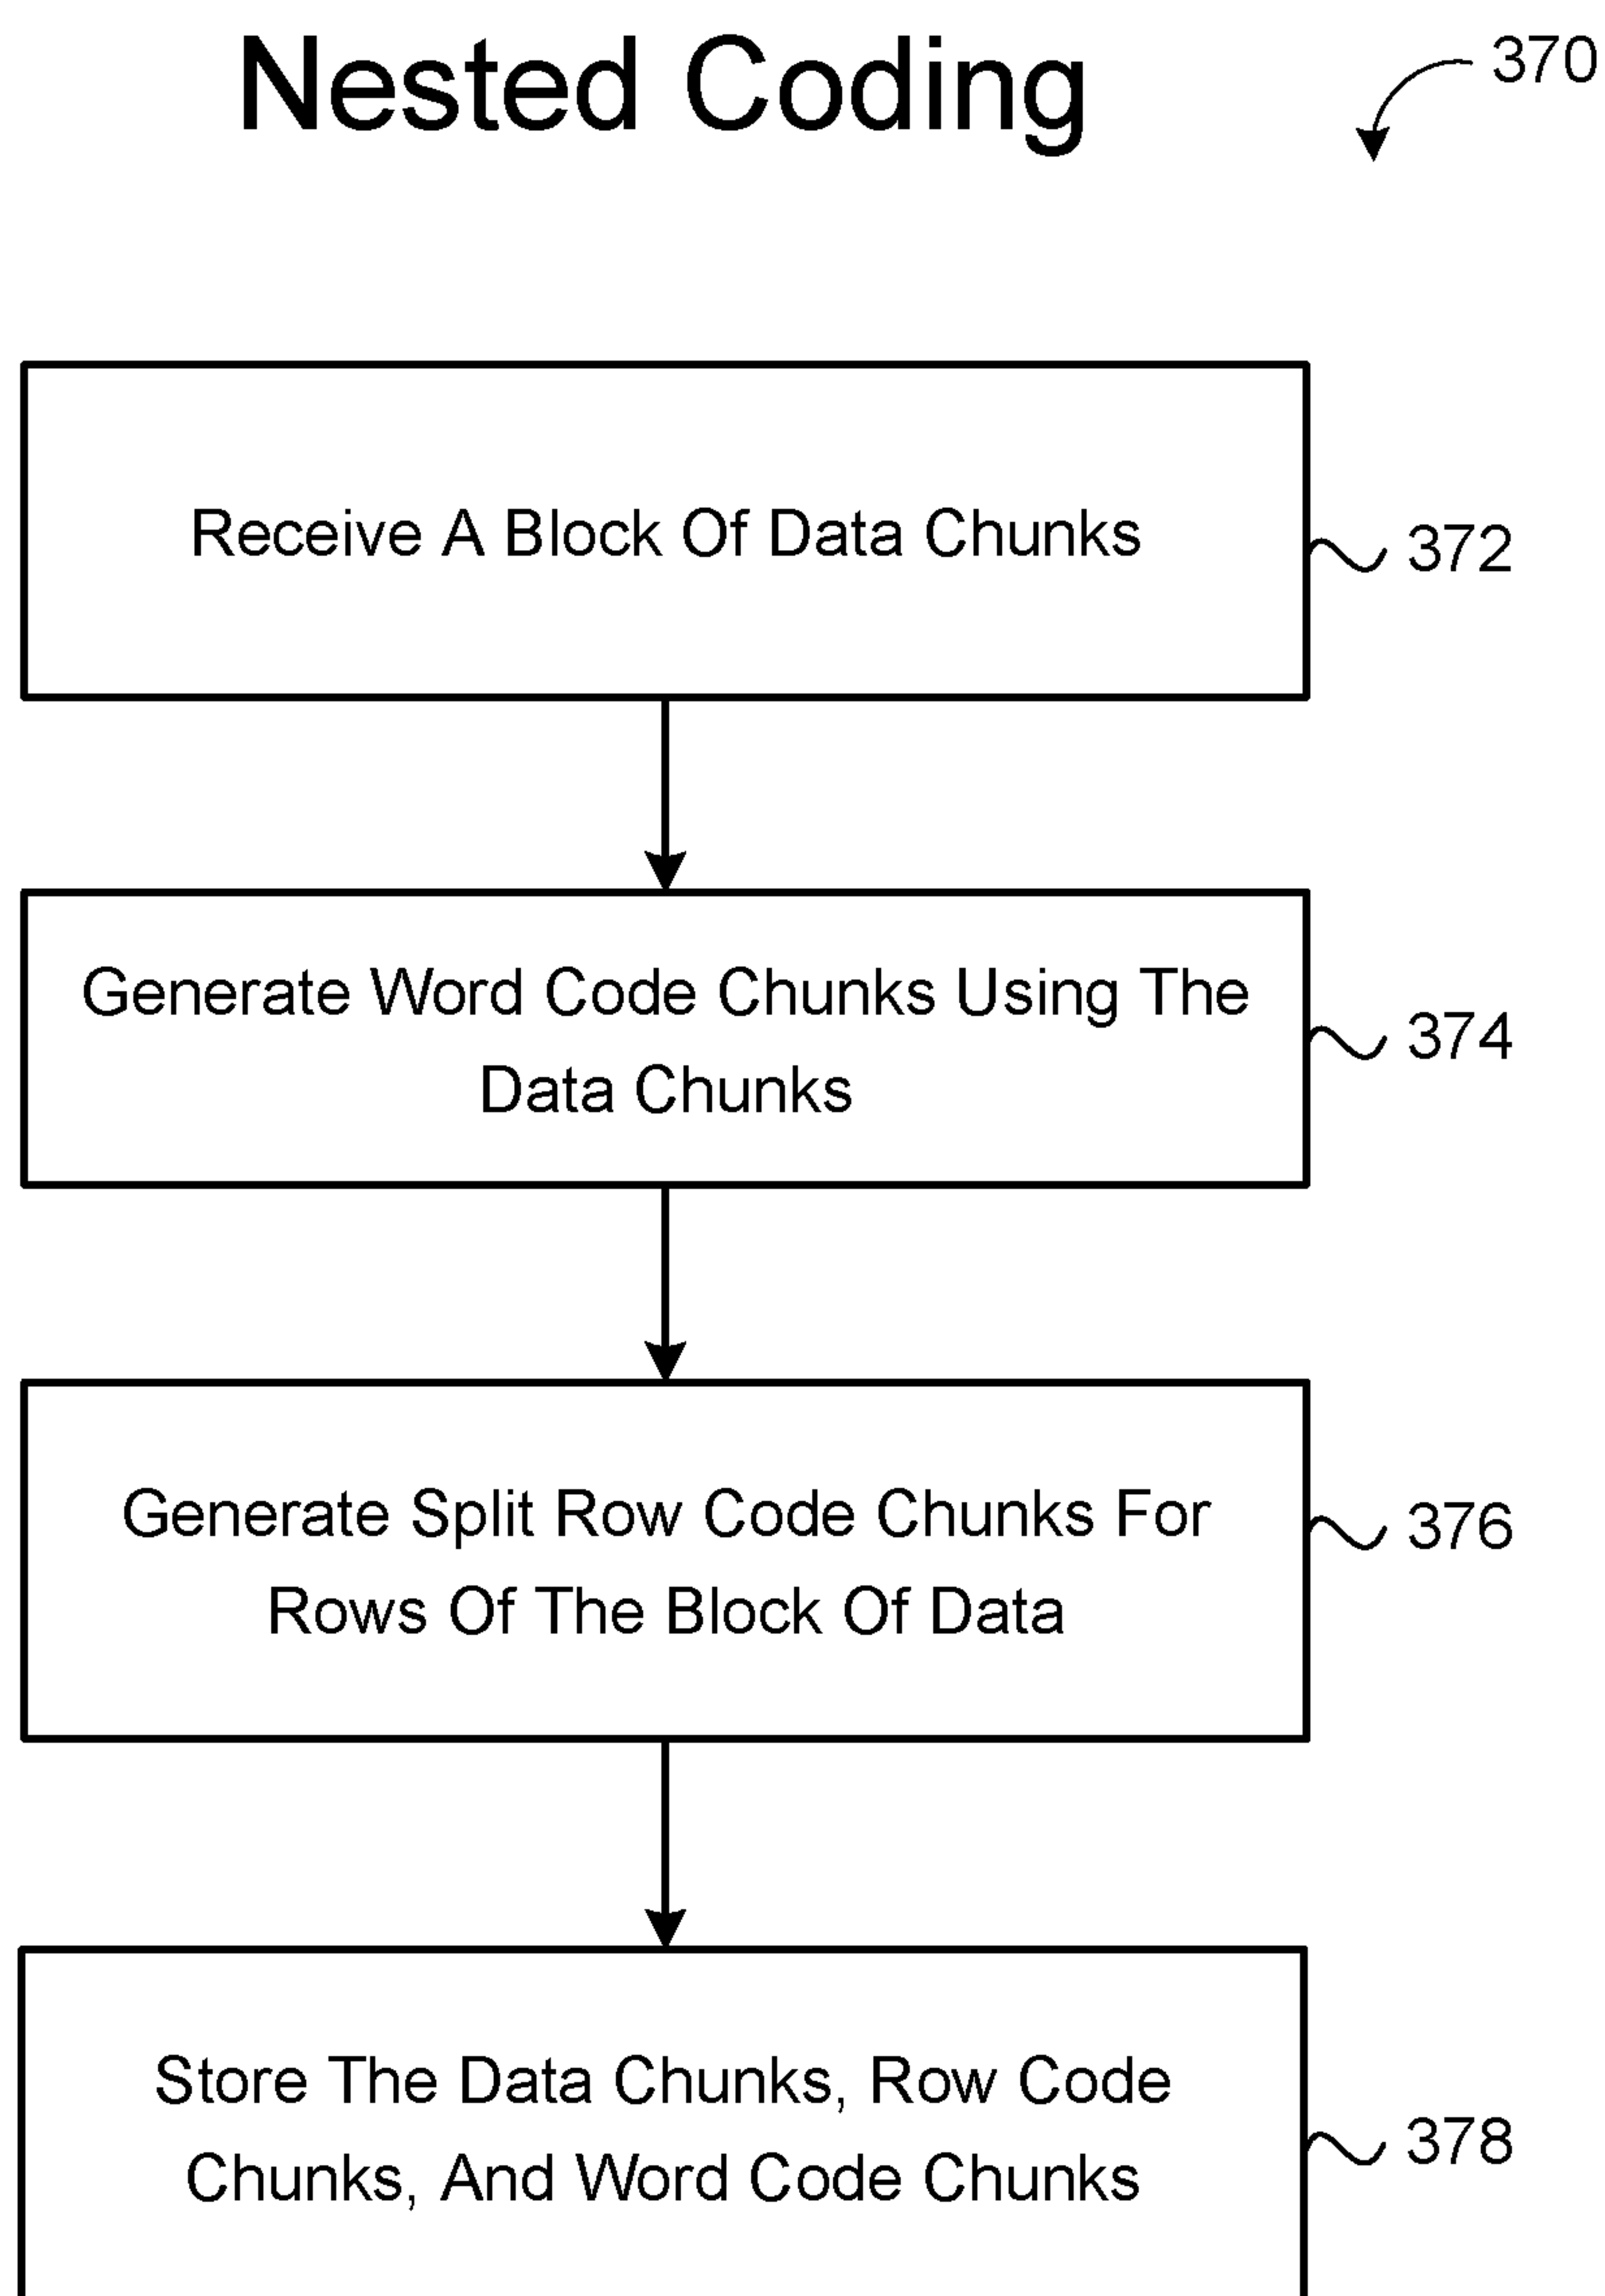 Nested Coding
370
Receive A Block Of Data Chunks
372
Generate Word Code Chunks Using The
Data Chunks
374
Generate Split Row Code Chunks For
Rows Of The Block Of Data
376
Store The Data Chunks, Row Code
Chunks, And Word Code Chunks
378